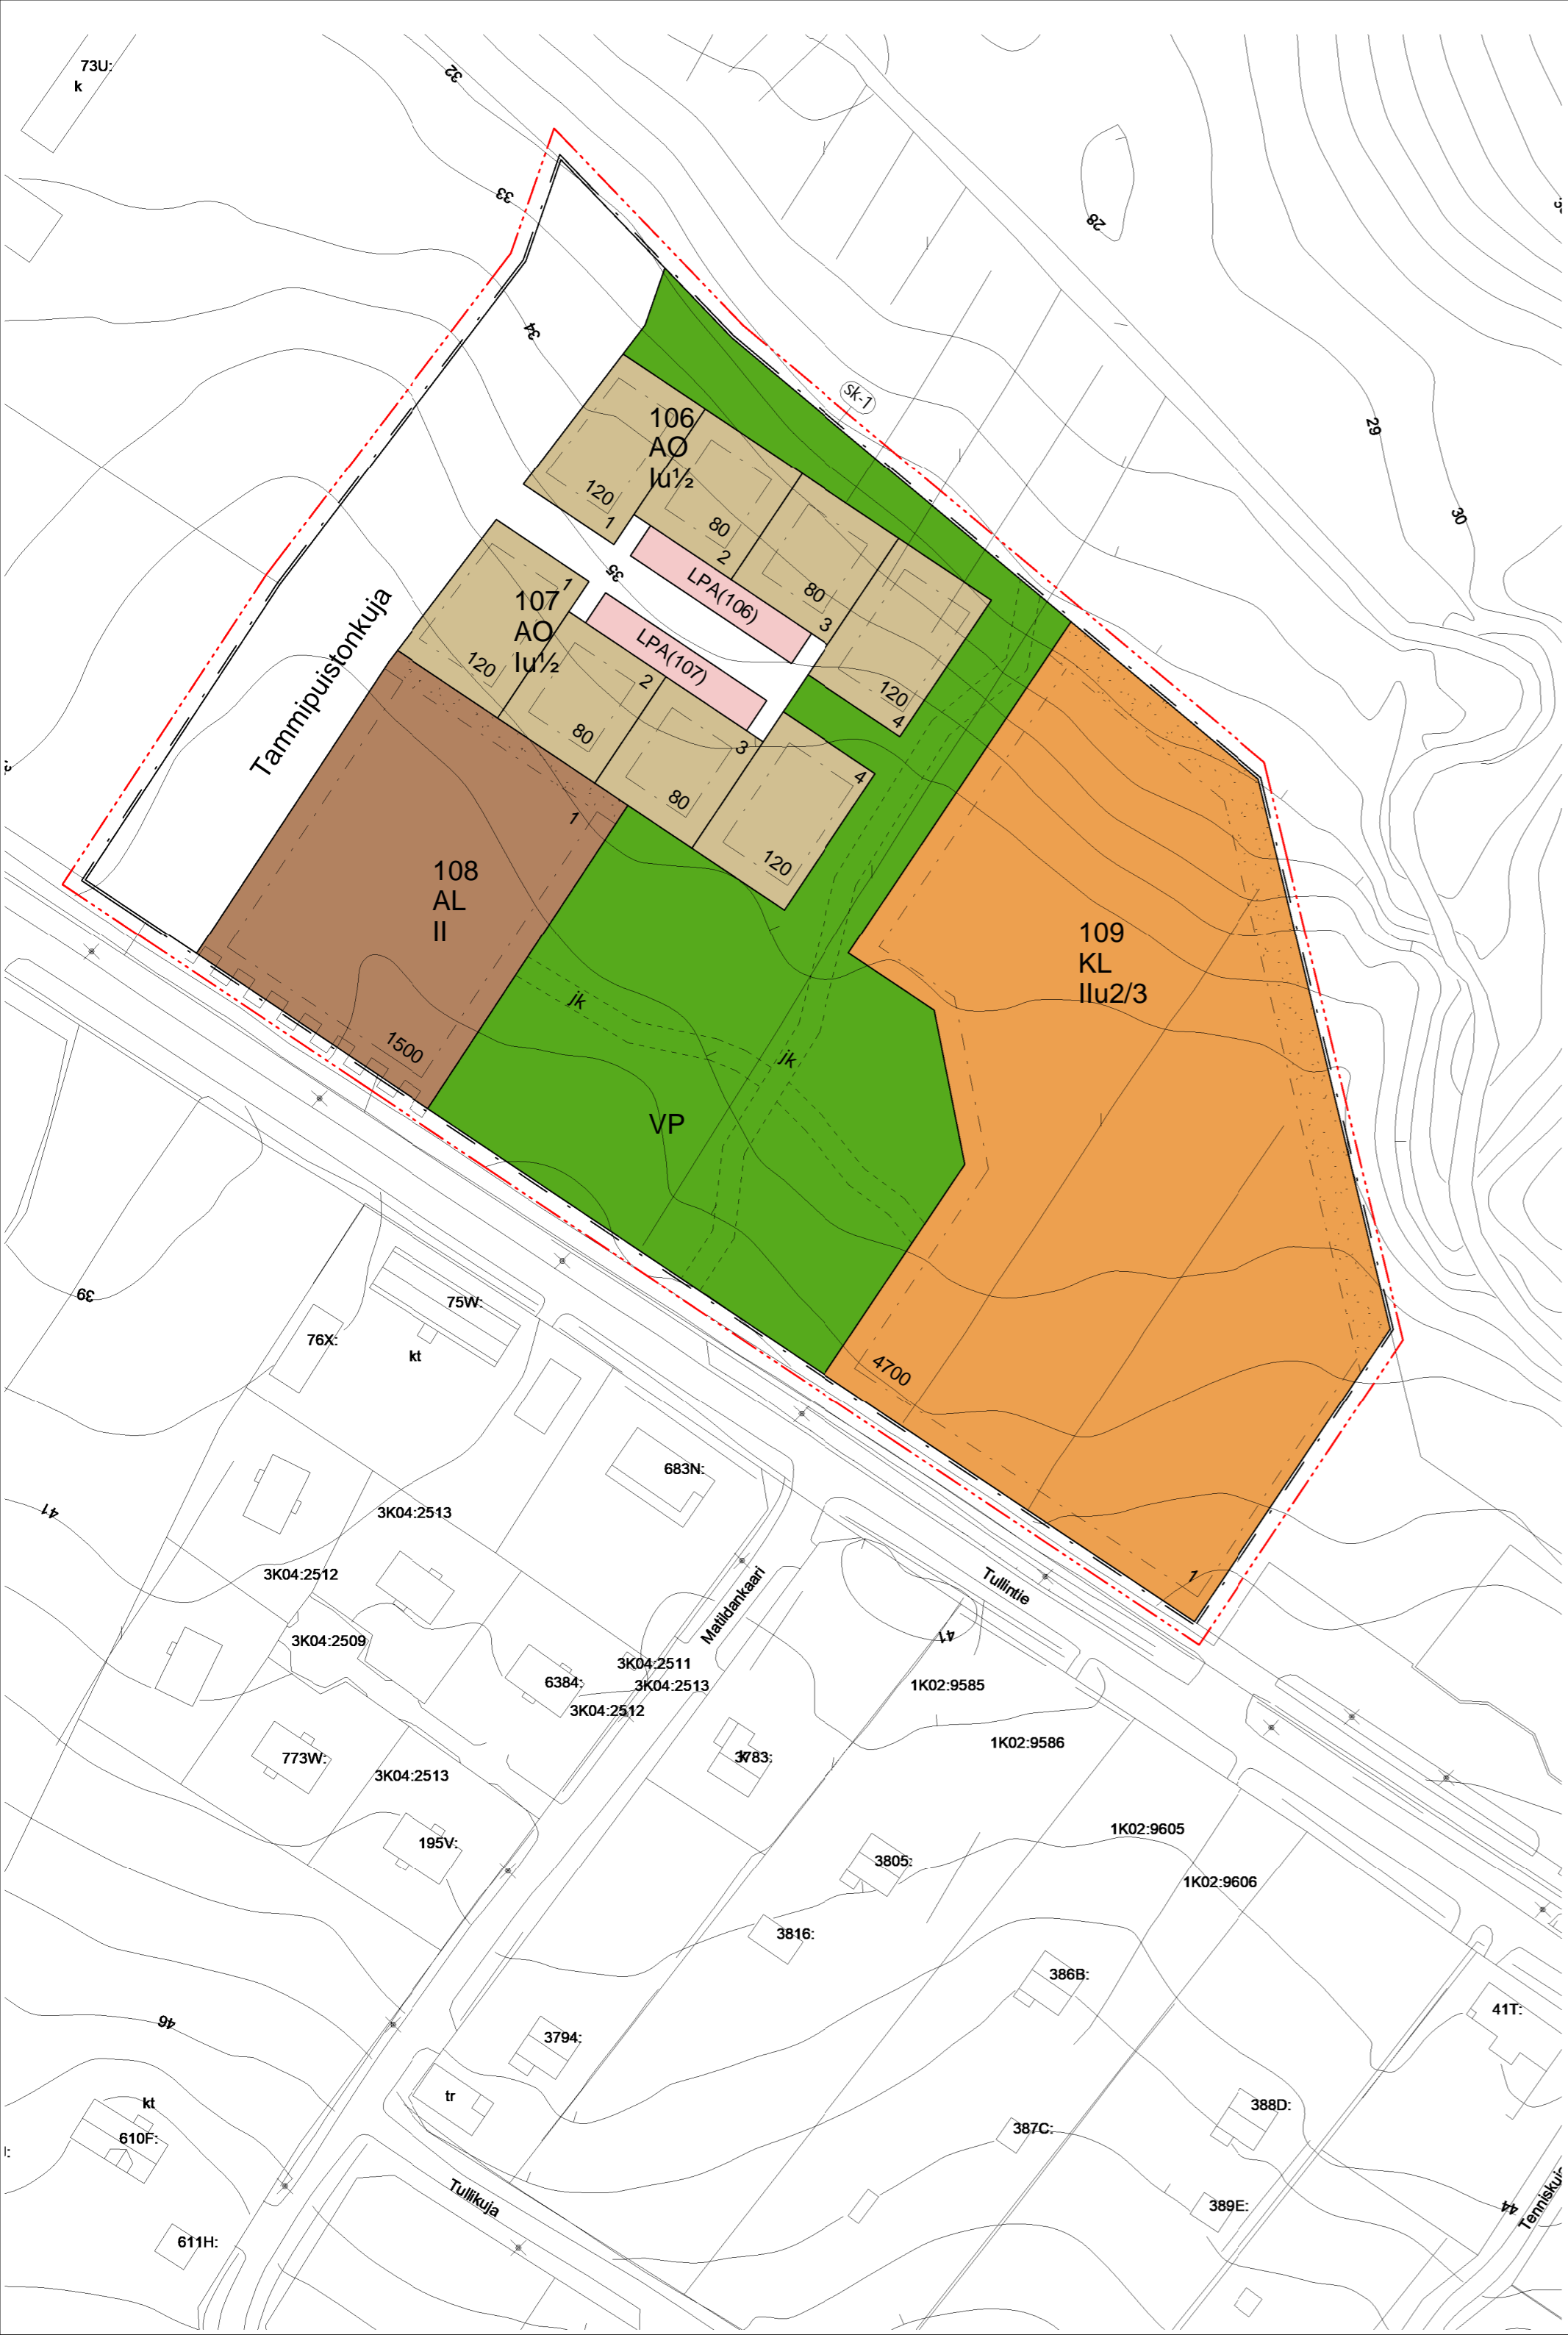 73U:
k
32
33
28
34
sk-1
29
30
106
AO
Iu½
120
1
80
2
80
3
120
4
LPA(106)
35
107
AO
Iu½
1
120
2
80
3
80
4
120
LPA(107)
Tammipuistonkuja
108
AL
II
1
1500
109
KL
IIu2/3
4700
1
jk
jk
VP
39
75W:
76X:
kt
683N:
41
3K04:2513
3K04:2512
3K04:2509
Matildankaari
Tullintie
41
3K04:2511
6384:
3K04:2513
3K04:2512
1K02:9585
1K02:9586
773W:
3K04:2513
3783:
195V:
1K02:9605
3805:
1K02:9606
3816:
386B:
46
3794:
41T:
tr
kt
610F:
388D:
387C:
Tullikuja
389E:
44
611H: